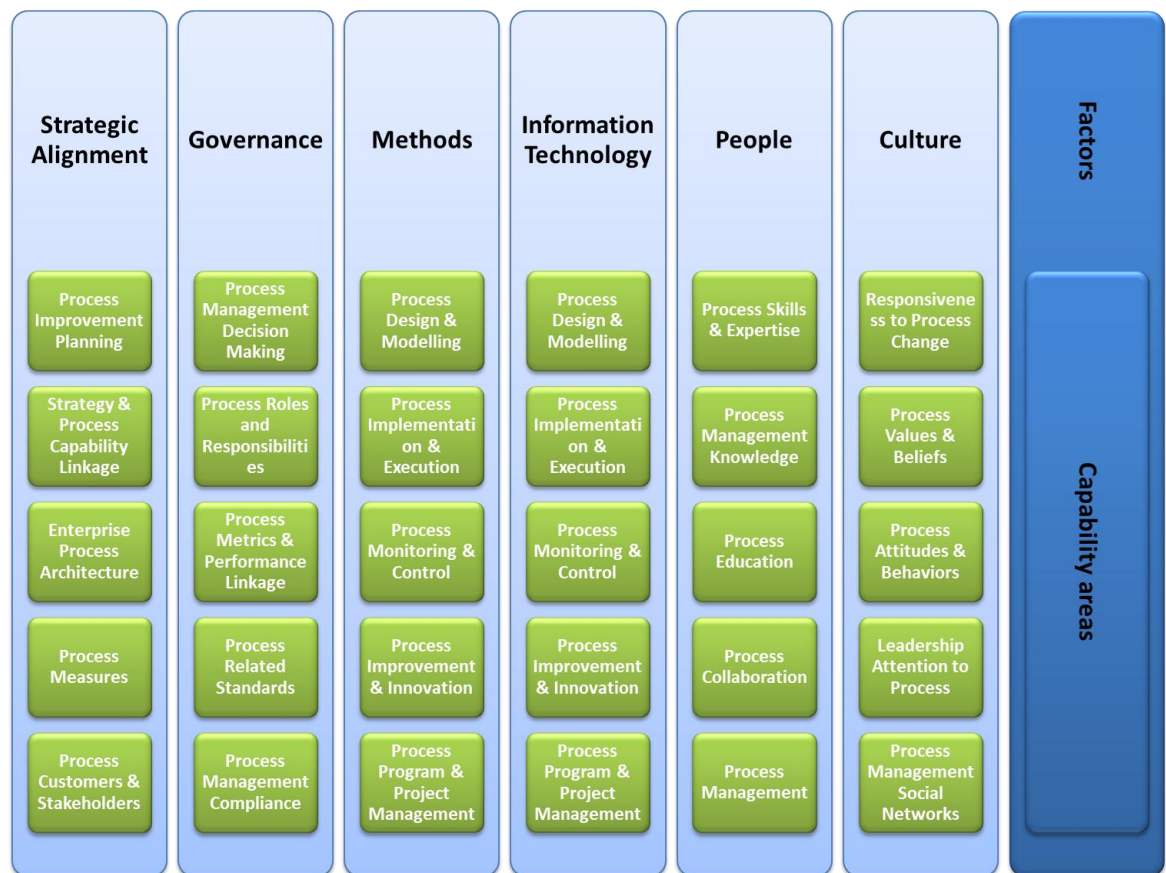 Strategic
Alignment
Governance
Methods
Information
Technology
People
Culture
Factors
Process
Improvement
Planning
Process
Management
Decision
Making
Process
Design &
Modelling
Process
Design &
Modelling
Process Skills
& Expertise
Responsivene
ss to Process
Change
Strategy &
Process
Capability
Linkage
Process Roles
and
Responsibiliti
es
Process
Implementati
on &
Execution
Process
Implementati
on &
Execution
Process
Management
Knowledge
Process
Values &
Beliefs
Enterprise
Process
Architecture
Process
Metrics &
Performance
Linkage
Process
Monitoring &
Control
Process
Monitoring &
Control
Process
Education
Process
Attitudes &
Behaviors
Process
Measures
Process
Related
Standards
Process
Improvement
& Innovation
Process
Improvement
& Innovation
Process
Collaboration
Leadership
Attention to
Process
Process
Customers &
Stakeholders
Process
Management
Compliance
Process
Program &
Project
Management
Process
Program &
Project
Management
Process
Management
Process
Management
Social
Networks
Capability areas